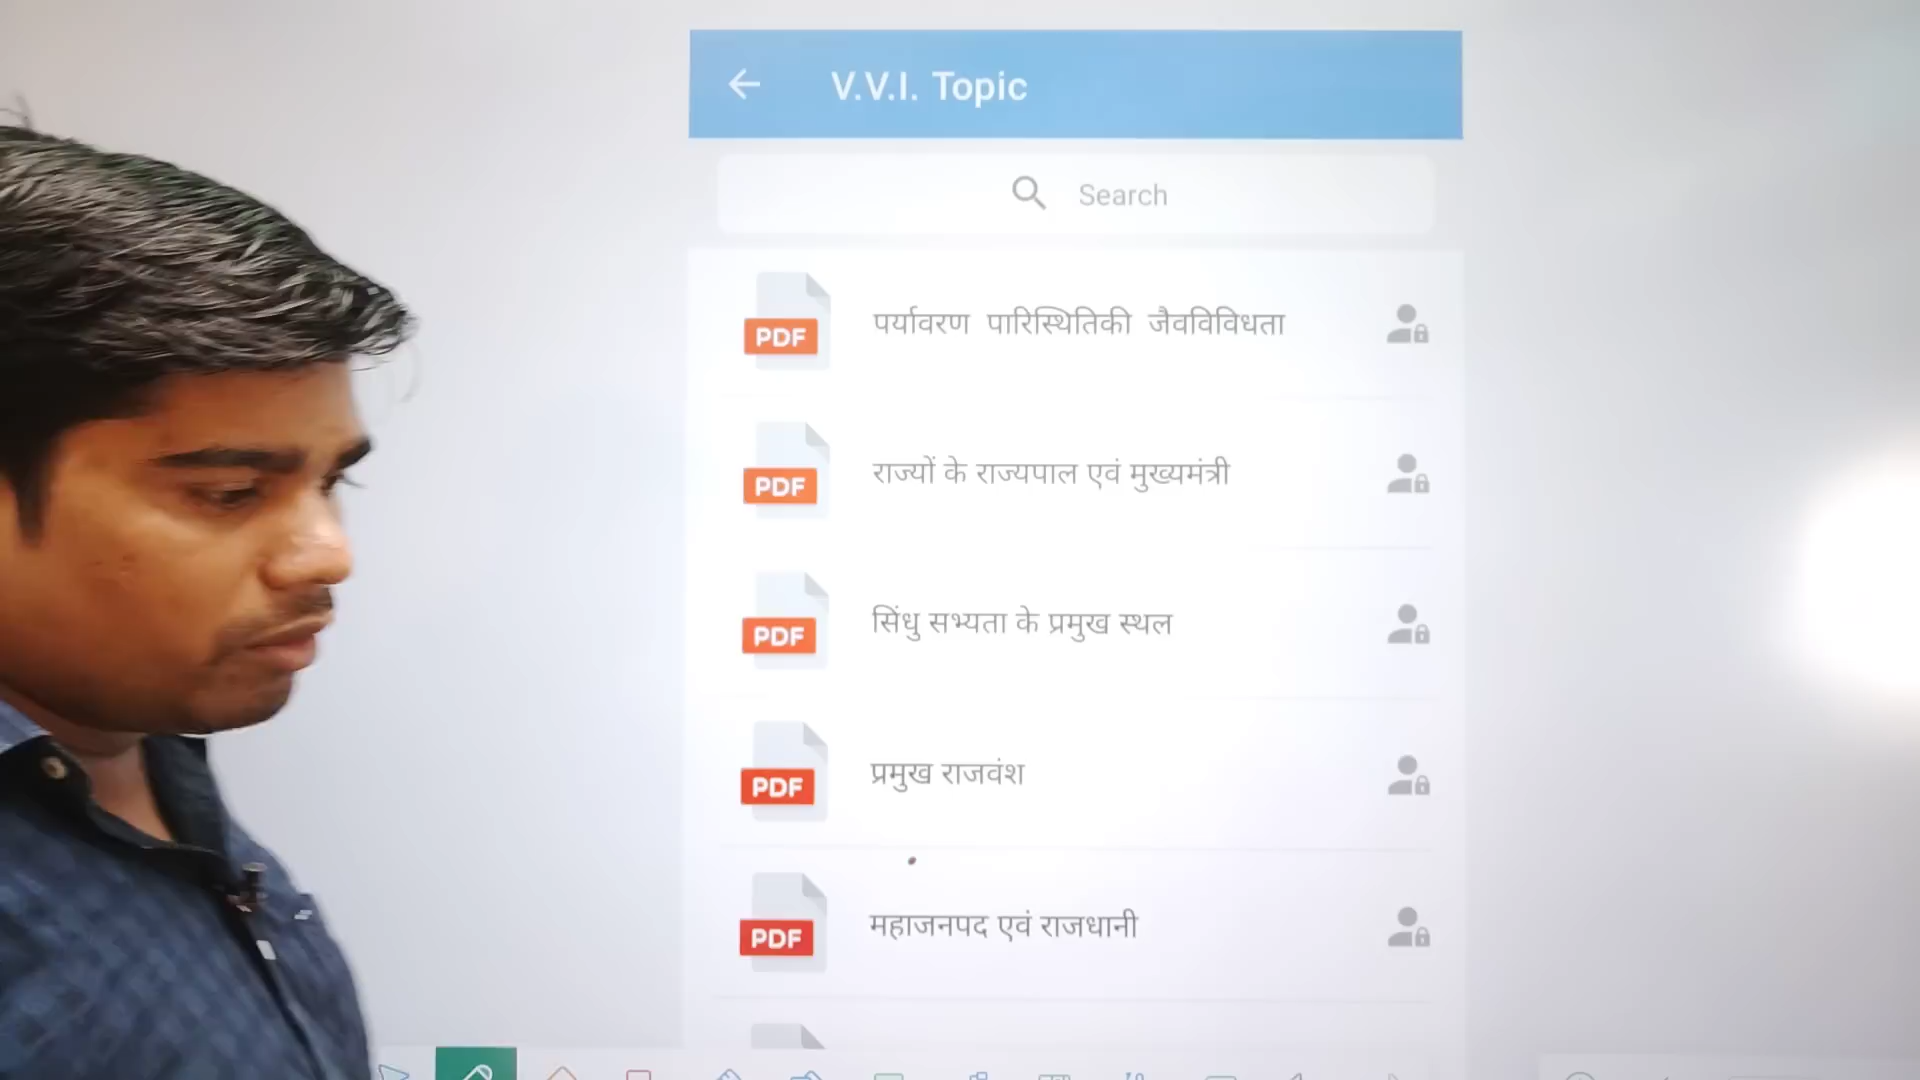 V.V.I. Topic
Search
PDF पर्यावरण पारिस्थितिकी जैवविविधता
PDF राज्यों के राज्यपाल एवं मुख्यमंत्री
PDF सिंधु सभ्यता के प्रमुख स्थल
PDF प्रमुख राजवंश
PDF महाजनपद एवं राजधानी